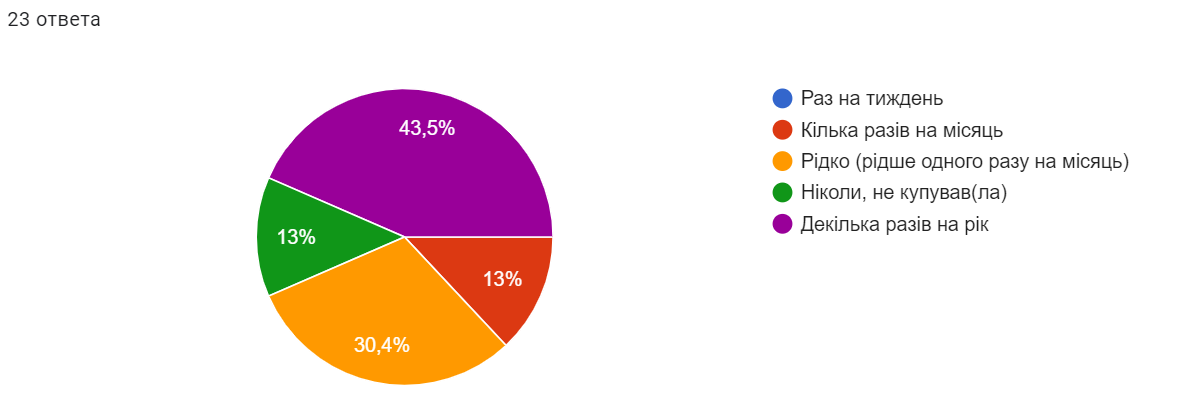 23 ответа
43,5%
13%
13%
30,4%
Раз на тиждень
Кілька разів на місяць
Рідко (рідше одного разу на місяць)
Ніколи, не купував(ла)
Декілька разів на рік